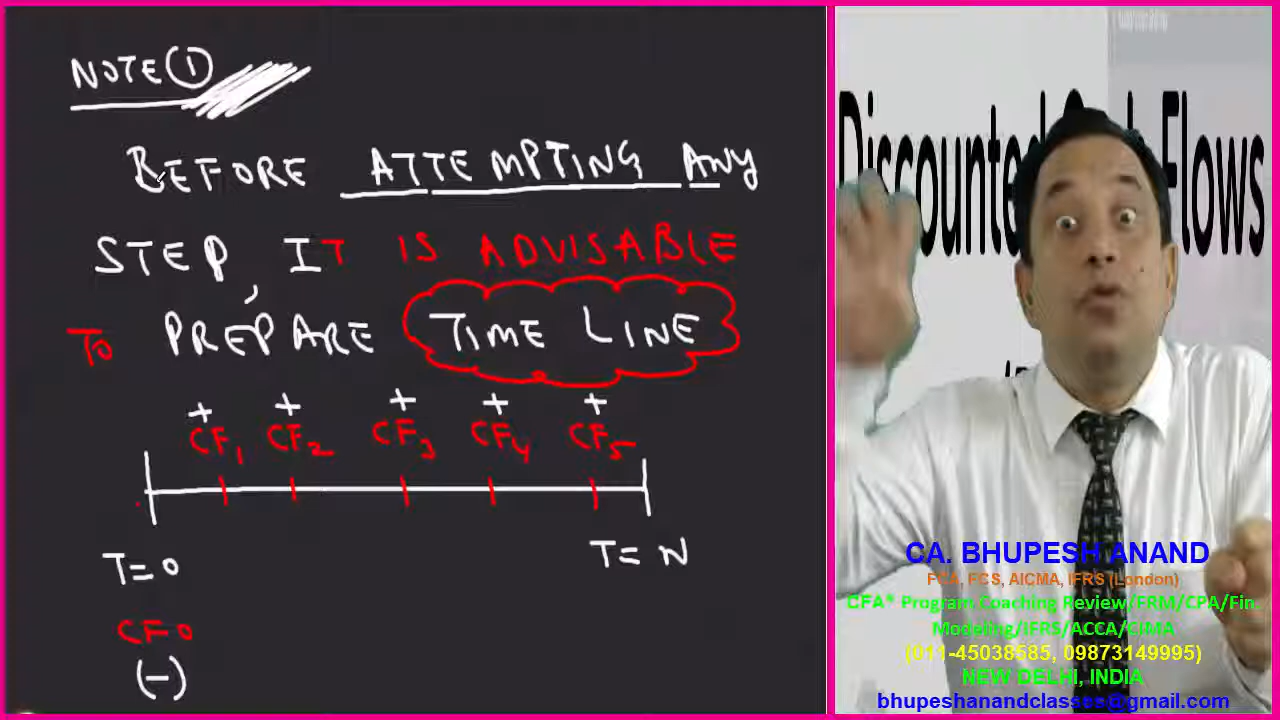 NOTE ①
BEFORE ATTEMPTING ANY
STEP, IT IS ADVISABLE
TO PREPARE TIME LINE
+ + + + +
CF1 CF2 CF3 CF4 CF5
T=0 T=N
CF0
(-)
Discounted Cash Flows
CA. BHUPESH ANAND
FCA, FCS, AICMA, IFRS (London)
CFA* Program Coaching Review/FRM/CPA/Fin
Modeling/IFRS/ACCA/CIMA
(011-45038585, 09873149995)
NEW DELHI, INDIA
bhupeshanandclasses@gmail.com